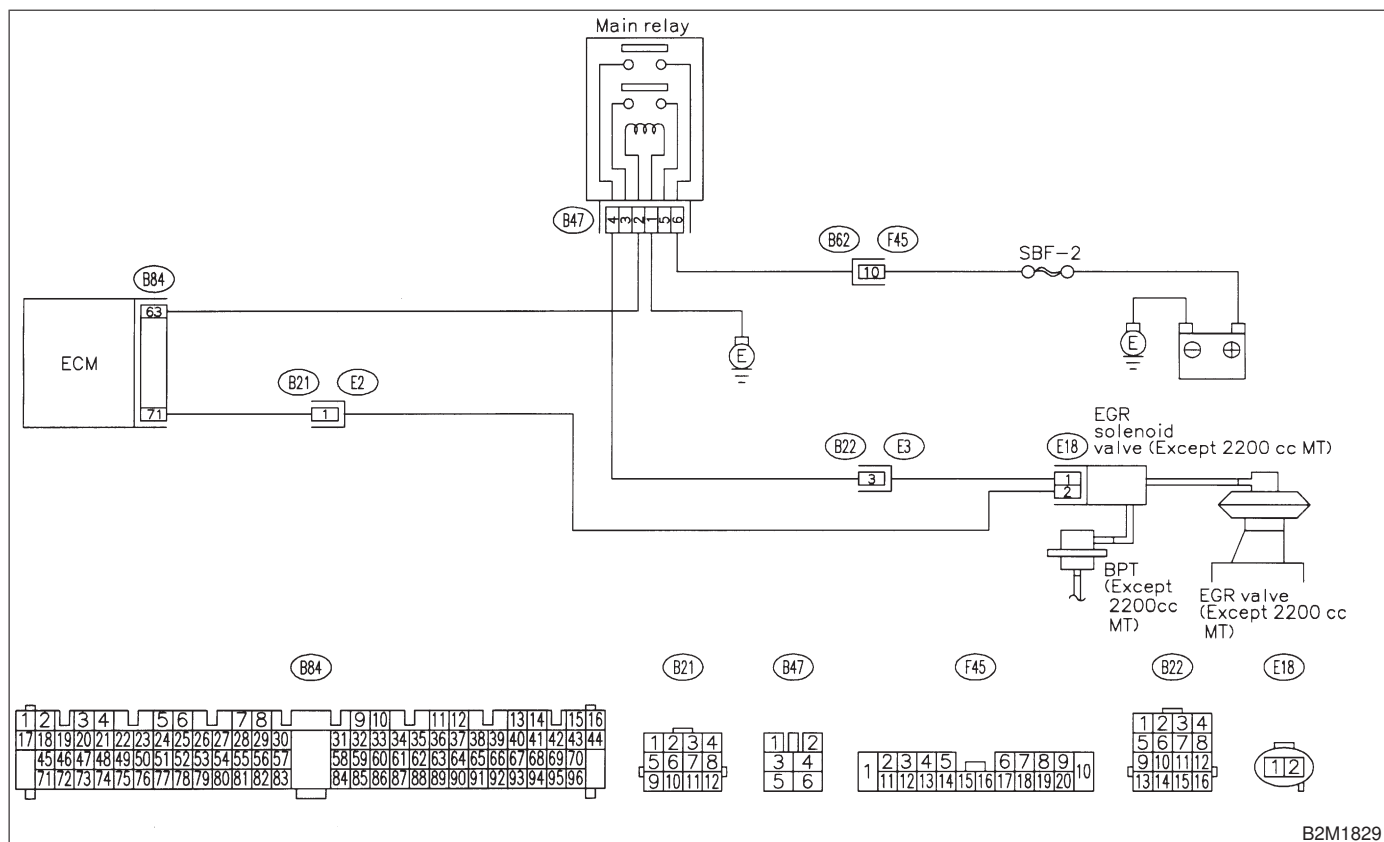 Main relay
B47
4 3 2 1 5 6
B62 F45
10
SBF-2
B84
63
ECM
E
E
B21 E2
71
1
EGR
solenoid
valve (Except 2200 cc MT)
B22 E3
E18
3
1
2
BPT
(Except
2200cc
MT)
EGR valve
(Except 2200 cc
MT)
B84
B21
B47
F45
B22
E18
1 2 3 4 5 6 7 8 9 10 11 12 13 14 15 16
17 18 19 20 21 22 23 24 25 26 27 28 29 30 31 32 33 34 35 36 37 38 39 40 41 42 43 44
45 46 47 48 49 50 51 52 53 54 55 56 57 58 59 60 61 62 63 64 65 66 67 68 69 70
71 72 73 74 75 76 77 78 79 80 81 82 83 84 85 86 87 88 89 90 91 92 93 94 95 96
1 2 3 4
5 6 7 8
9 10 11 12
1 2
3 4
5 6
1 2 3 4 5 6 7 8 9 10
11 12 13 14 15 16 17 18 19 20
1 2 3 4
5 6 7 8
9 10 11 12
13 14 15 16
1 2
B2M1829